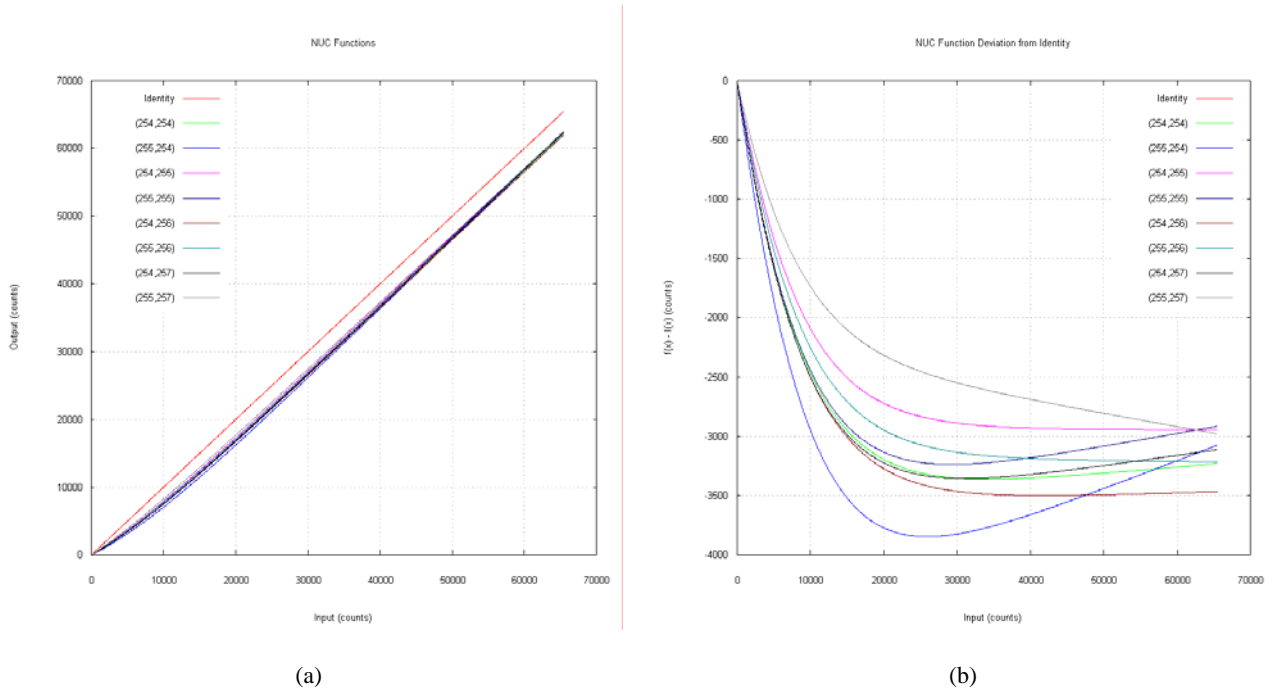 NUC Functions
70000
60000
50000
40000
30000
20000
10000
0
Identity
(254,254)
(255,254)
(254,255)
(255,255)
(254,256)
(255,256)
(254,257)
(255,257)
Output (counts)
0 10000 20000 30000 40000 50000 60000 70000
Input (counts)
(a)
NUC Function Deviation from Identity
0
-500
-1000
-1500
-2000
-2500
-3000
-3500
-4000
Identity
(254,254)
(255,254)
(254,255)
(255,255)
(254,256)
(255,256)
(254,257)
(255,257)
f(x) - f(x) (counts)
0 10000 20000 30000 40000 50000 60000 70000
Input (counts)
(b)